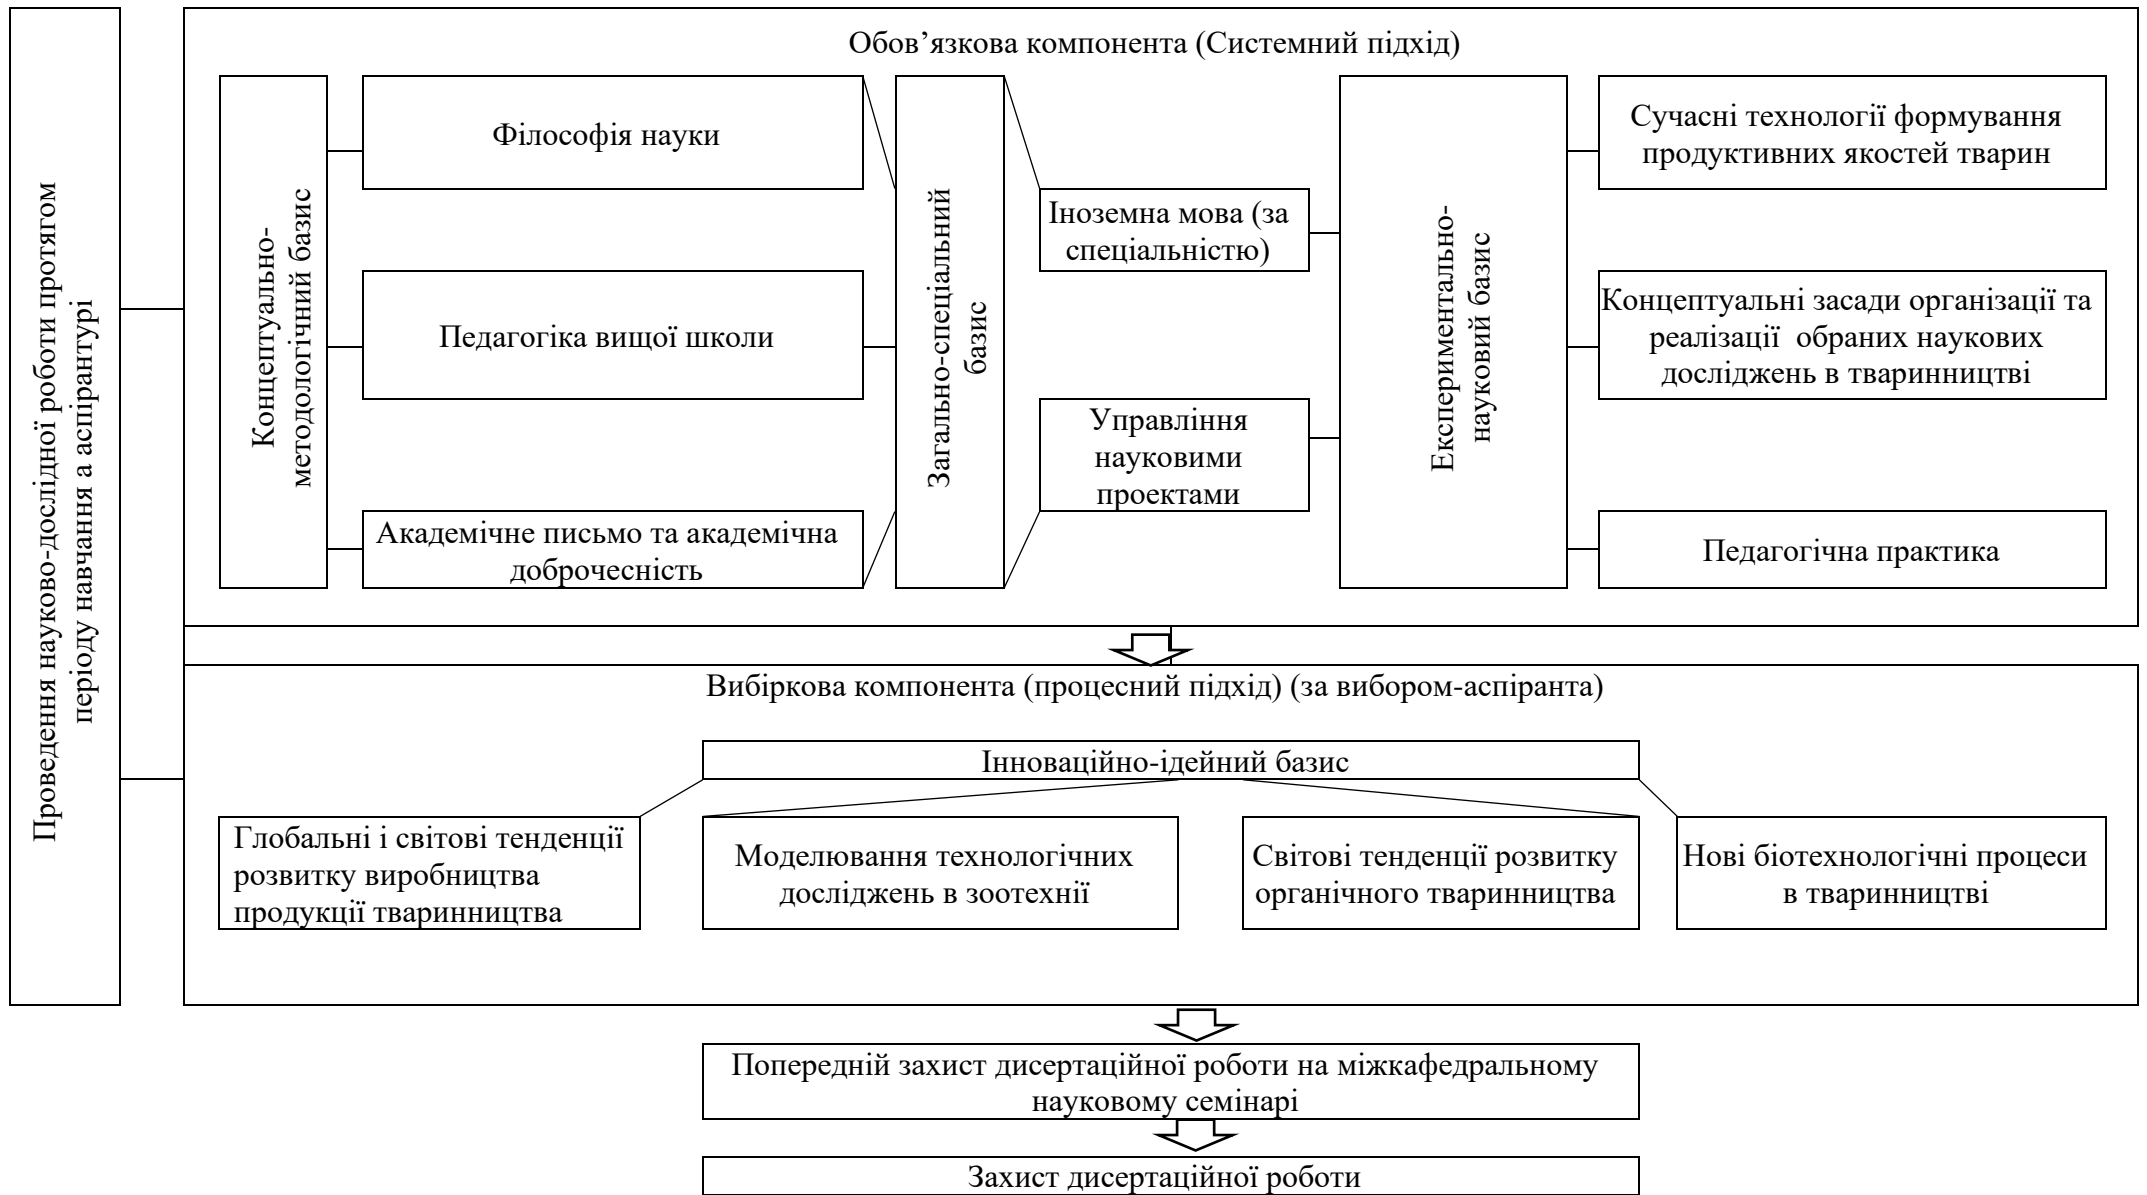 Проведення науково-дослідної роботи протягом
періоду навчання а аспірантурі
Обов’язкова компонента (Системний підхід)
Концептуально-
методологічний базис
Філософія науки
Педагогіка вищої школи
Академічне письмо та академічна
доброчесність
Загально-спеціальний
базис
Іноземна мова (за
спеціальністю)
Управління
науковими
проектами
Експериментально-
науковий базис
Сучасні технології формування
продуктивних якостей тварин
Концептуальні засади організації та
реалізації  обраних наукових
досліджень в тваринництві
Педагогічна практика
Вибіркова компонента (процесний підхід) (за вибором-аспіранта)
Інноваційно-ідейний базис
Глобальні і світові тенденції
розвитку виробництва
продукції тваринництва
Моделювання технологічних
досліджень в зоотехнії
Світові тенденції розвитку
органічного тваринництва
Нові біотехнологічні процеси
в тваринництві
Попередній захист дисертаційної роботи на міжкафедральному
науковому семінарі
Захист дисертаційної роботи